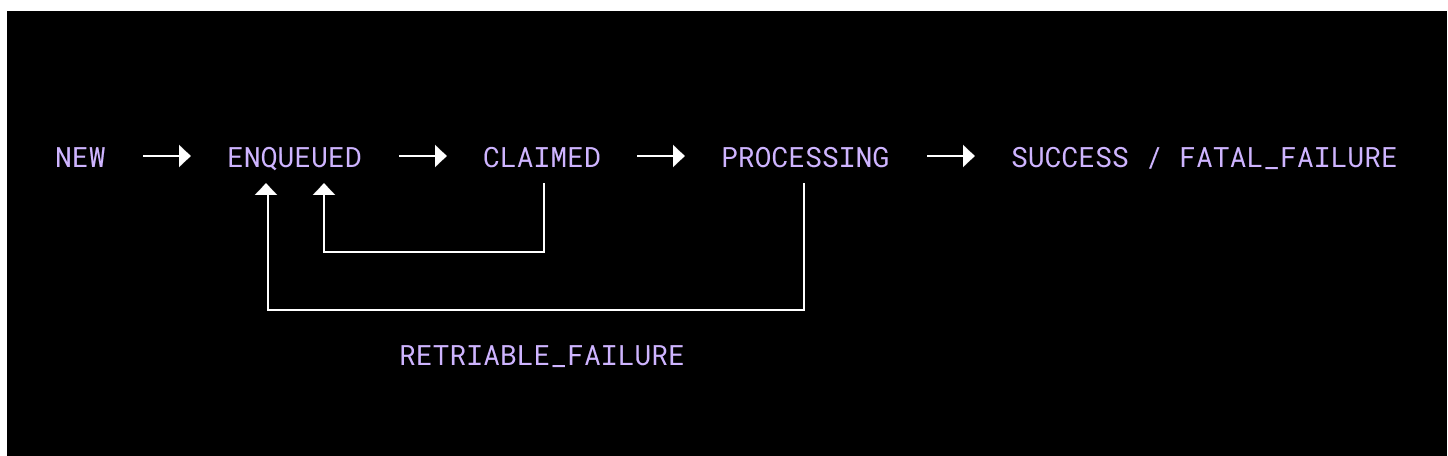 NEW ENQUEUED CLAIMED PROCESSING SUCCESS / FATAL_FAILURE
RETRIABLE_FAILURE